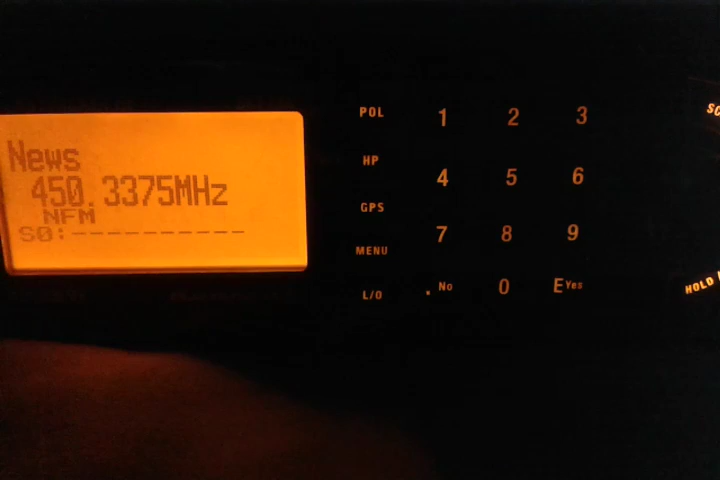 News
450.3375MHz
NFM
S0:-----------
POL 1 2 3
HP 4 5 6
GPS 7 8 9
MENU
L/O . No 0 E Yes
SC
HOLD